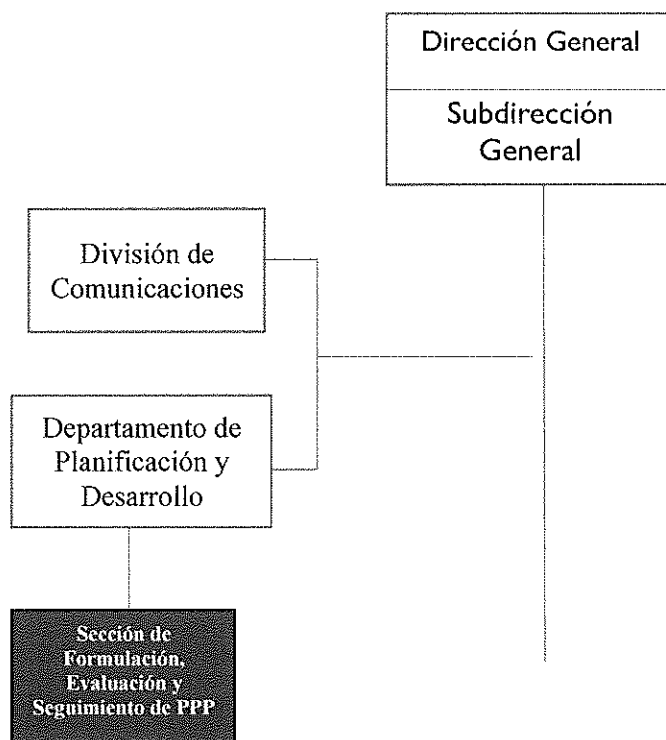 Dirección General
Subdirección
General
División de
Comunicaciones
Departamento de
Planificación y
Desarrollo
Sección de
Formulación,
Evaluación y
Seguimiento de PPP